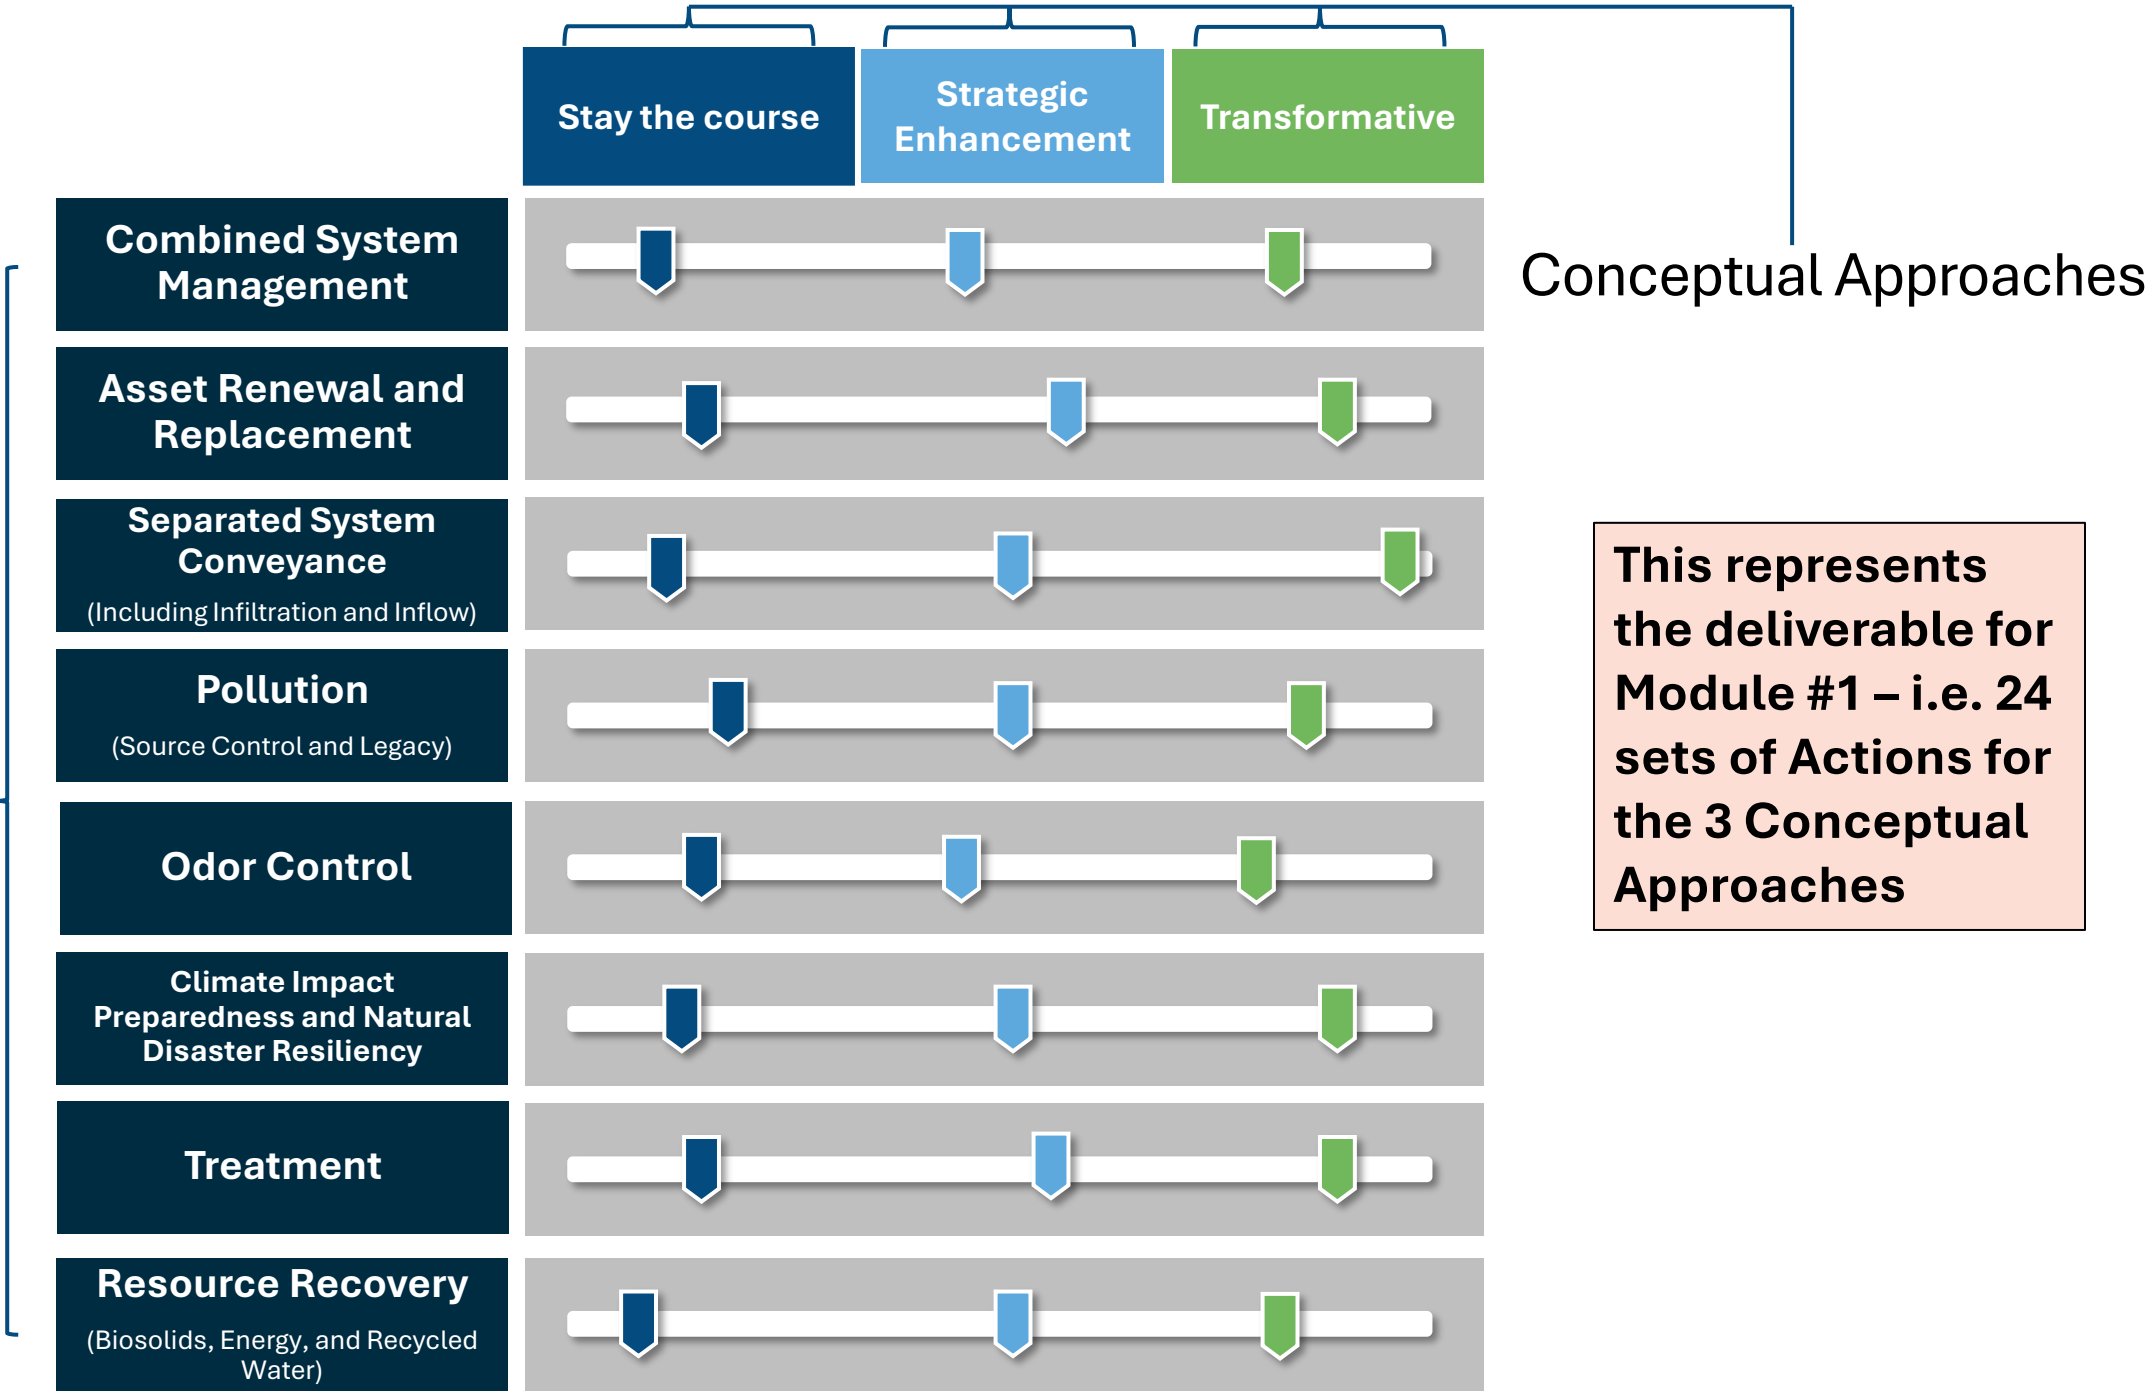 Stay the course
Strategic
Enhancement
Transformative
Combined System
Management
Conceptual Approaches
Asset Renewal and
Replacement
Separated System
Conveyance
(Including Infiltration and Inflow)
This represents
the deliverable for
Module #1 – i.e. 24
sets of Actions for
the 3 Conceptual
Approaches
Pollution
(Source Control and Legacy)
Odor Control
Climate Impact
Preparedness and Natural
Disaster Resiliency
Treatment
Resource Recovery
(Biosolids, Energy, and Recycled
Water)